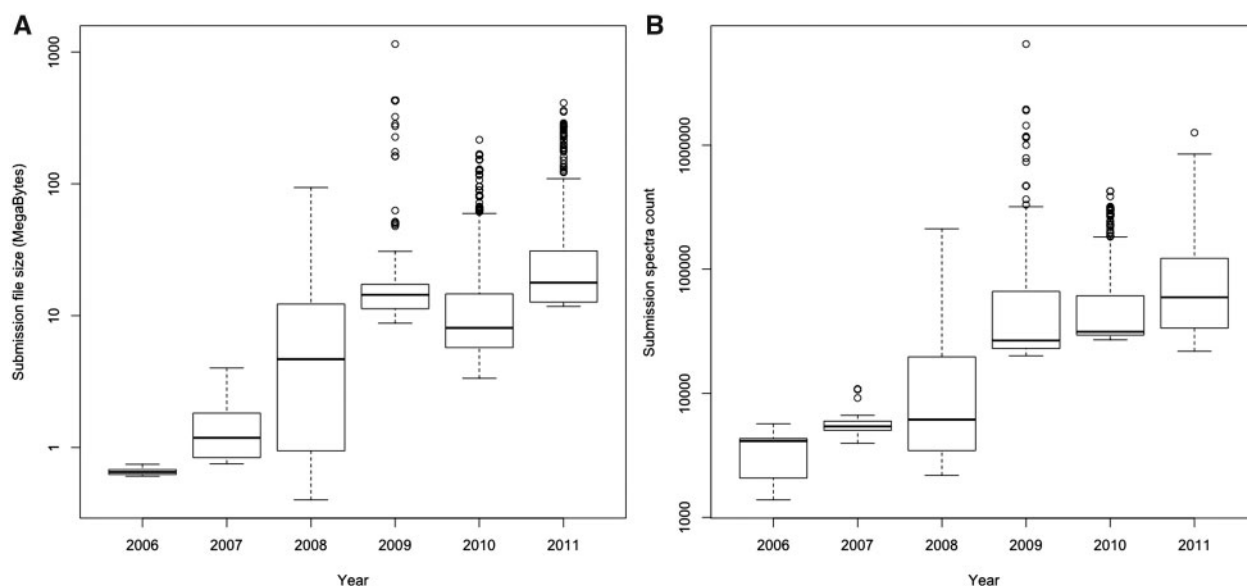 A
Submission file size (MegaBytes)
1000
100
10
1
2006 2007 2008 2009 2010 2011
Year
B
Submission spectra count
1000000
100000
10000
1000
2006 2007 2008 2009 2010 2011
Year